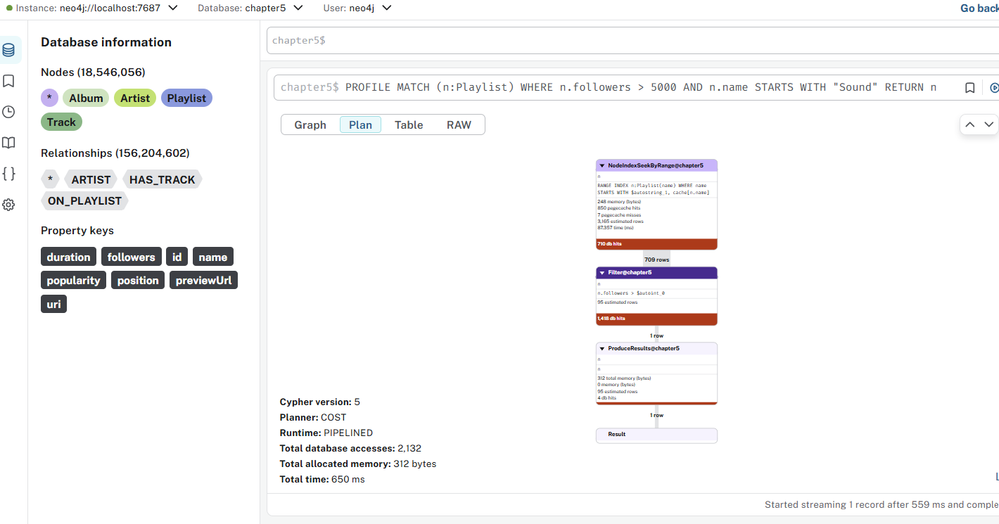 Instance: neo4j://localhost:7687 Database: chapter5 User: neo4j Go back
Database information
Nodes (18,546,056)
* Album Artist Playlist
Track
Relationships (156,204,602)
* ARTIST HAS_TRACK
ON_PLAYLIST
Property keys
duration followers id name
popularity position previewUrl
uri
chapter5$
chapter5$ PROFILE MATCH (n:Playlist) WHERE n.followers > 5000 AND n.name STARTS WITH "Sound" RETURN n
Graph Plan Table RAW
NodeIndexSeekByRange@chapter5
n
RANGE INDEX n:Playlist(name) WHERE name
STARTS WITH $autostring_1, cache[n.name]
248 memory (bytes)
850 pagecache hits
7 pagecache misses
3,165 estimated rows
87.357 time (ms)
710 db hits
709 rows
Filter@chapter5
n
n.followers > $autoint_0
95 estimated rows
1,418 db hits
1 row
ProduceResults@chapter5
n
n
312 total memory (bytes)
0 memory (bytes)
95 estimated rows
4 db hits
1 row
Result
Cypher version: 5
Planner: COST
Runtime: PIPELINED
Total database accesses: 2,132
Total allocated memory: 312 bytes
Total time: 650 ms
Started streaming 1 record after 559 ms and comple